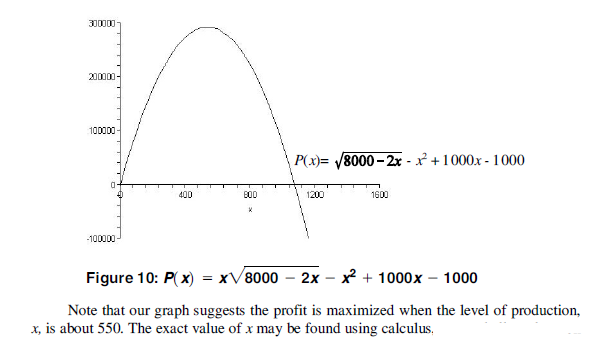 300000
200000
100000
P(x)= √8000 – 2x - x² + 1000x - 1000
0
0 400 800 1200 1600
x
-100000
Figure 10: P(x) = x√8000 – 2x – x² + 1000x – 1000
Note that our graph suggests the profit is maximized when the level of production,
x, is about 550. The exact value of x may be found using calculus.